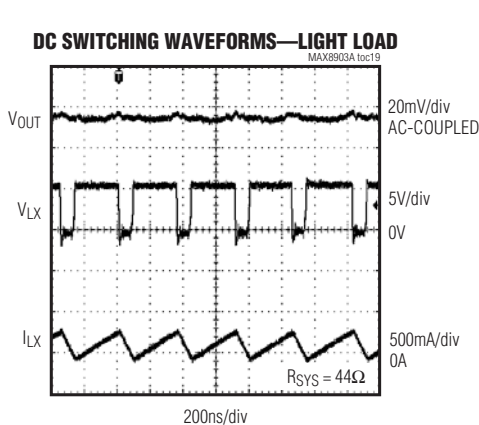 DC SWITCHING WAVEFORMS—LIGHT LOAD
MAX8903A toc19
T
VOUT
20mV/div
AC-COUPLED
VLX
5V/div
0V
ILX
500mA/div
0A
RSYS = 44Ω
200ns/div